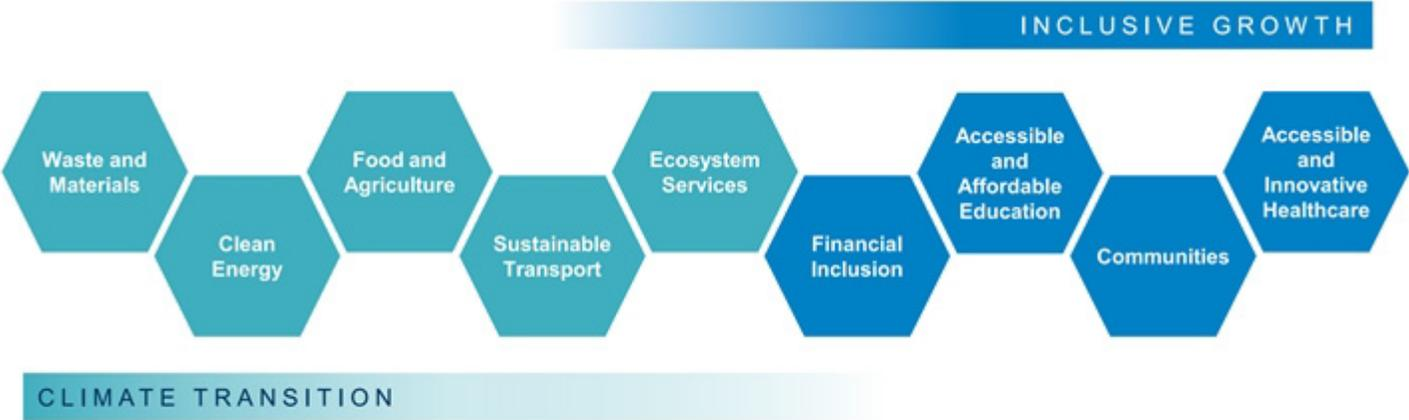 INCLUSIVE GROWTH
Waste and
Materials
Clean
Energy
Food and
Agriculture
Sustainable
Transport
Ecosystem
Services
Financial
Inclusion
Accessible
and
Affordable
Education
Communities
Accessible
and
Innovative
Healthcare
CLIMATE TRANSITION